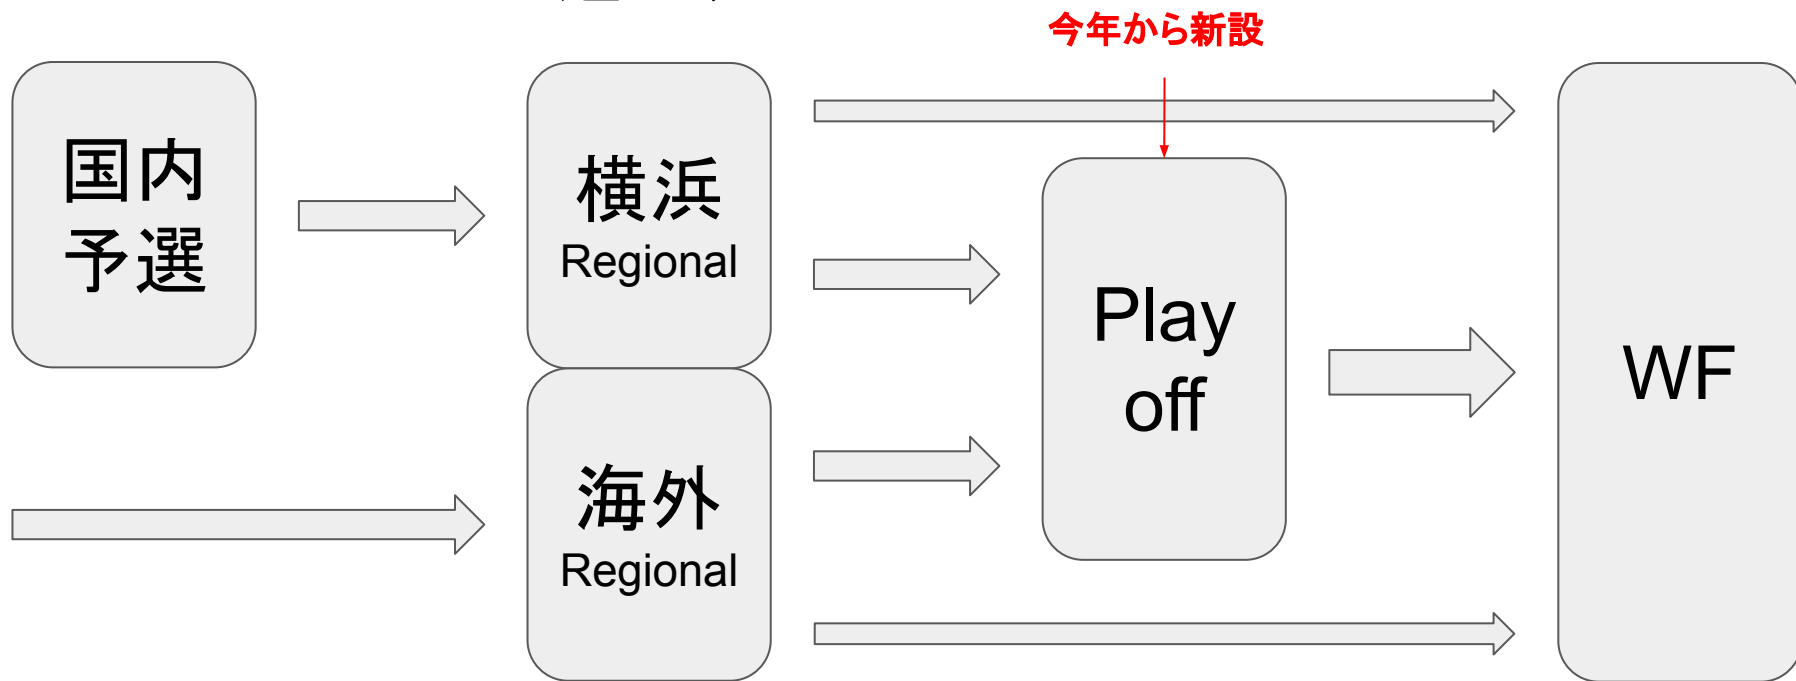 今年から新設
国内
予選
横浜
Regional
海外
Regional
Play
off
WF